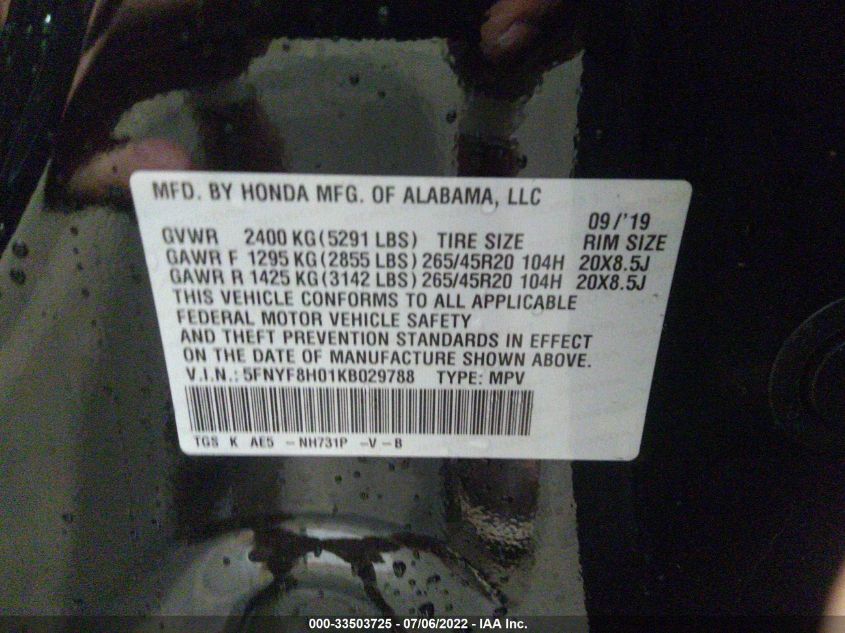 MFD. BY HONDA MFG. OF ALABAMA, LLC
09/'19
GVWR 2400 KG(5291 LBS) TIRE SIZE RIM SIZE
GAWR F 1295 KG(2855 LBS) 265/45R20 104H 20X8.5J
GAWR R 1425 KG(3142 LBS) 265/45R20 104H 20X8.5J
THIS VEHICLE CONFORMS TO ALL APPLICABLE
FEDERAL MOTOR VEHICLE SAFETY
AND THEFT PREVENTION STANDARDS IN EFFECT
ON THE DATE OF MANUFACTURE SHOWN ABOVE.
V.I.N.: 5FNYF8H01KB029788 TYPE: MPV
TGS K AE5 -NH731P -V-B
000-33503725 - 07/06/2022 - IAA Inc.